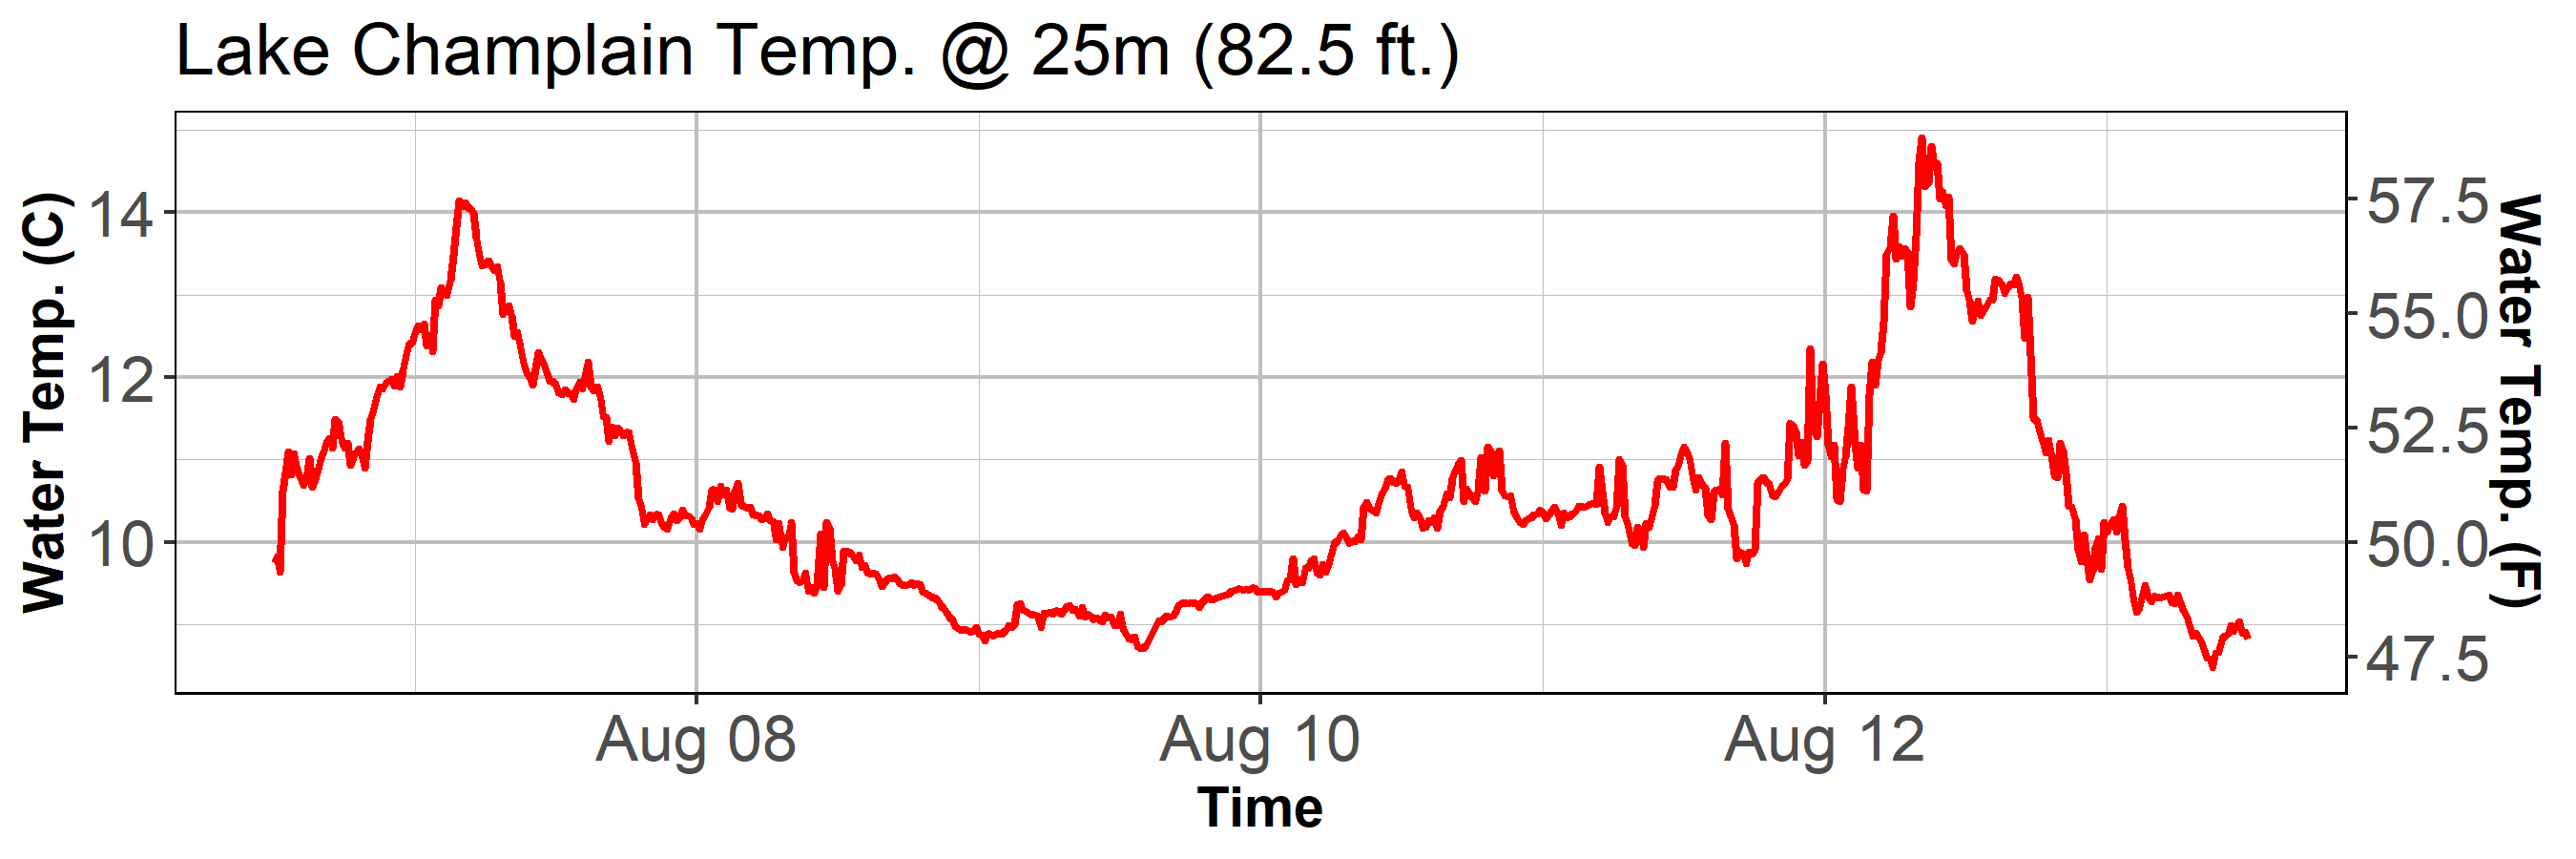 Lake Champlain Temp. @ 25m (82.5 ft.)
Water Temp. (C)
14
12
10
57.5
55.0
52.5
50.0
47.5
Water Temp. (F)
Aug 08
Aug 10
Aug 12
Time